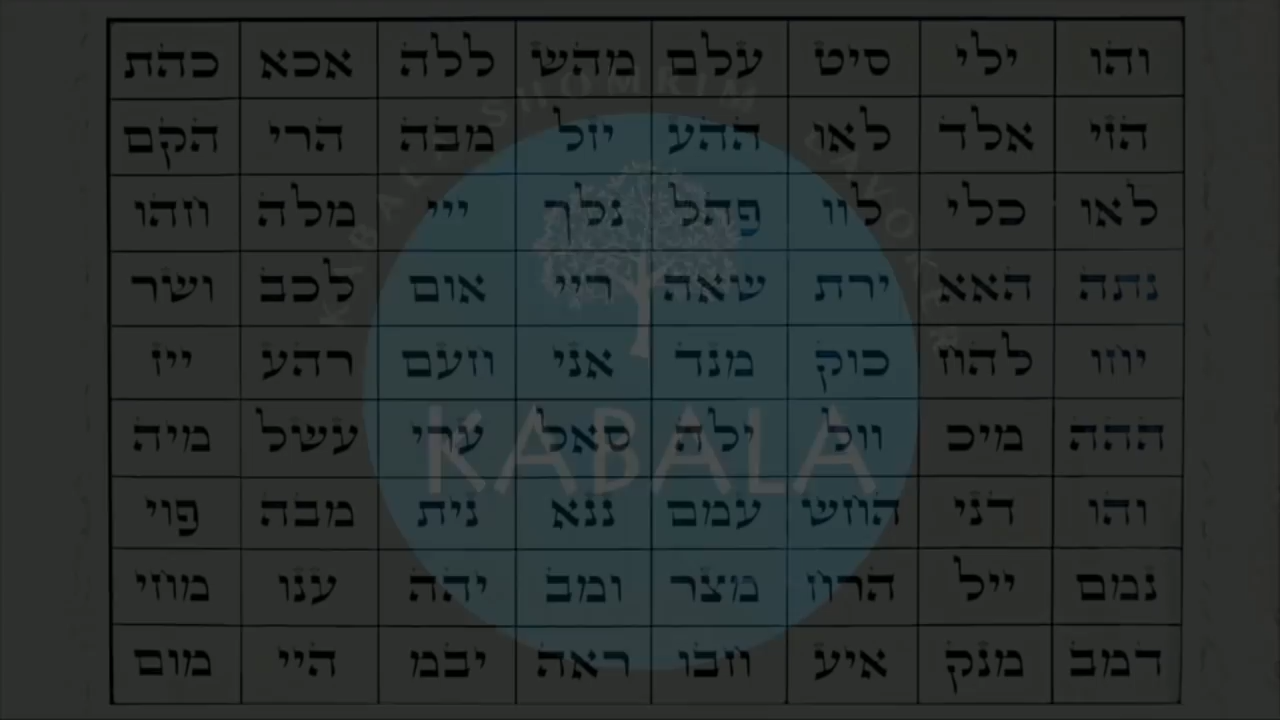 והו ילי סיט עלם מהש ללה אכא כהת
הזי אלד לאו ההע יזל מבה הרי הקם
לאו כלי לוו פהל נלך ייי מלה חהו
נתה האא ירת שאה ריי אום לכב ושר
יחו להח כוק מנד אני חעם רהע ייז
ההה מיכ וול ילה סאל ערי עשל מיה
והו דני החש עמם ננא נית מבה פוי
נמם ייל הרח מצר ומב יהה ענו מחי
דמב מנק איע חבו ראה יבמ היי מום
KABALA SHOMRIM LAVOKER
KABALA